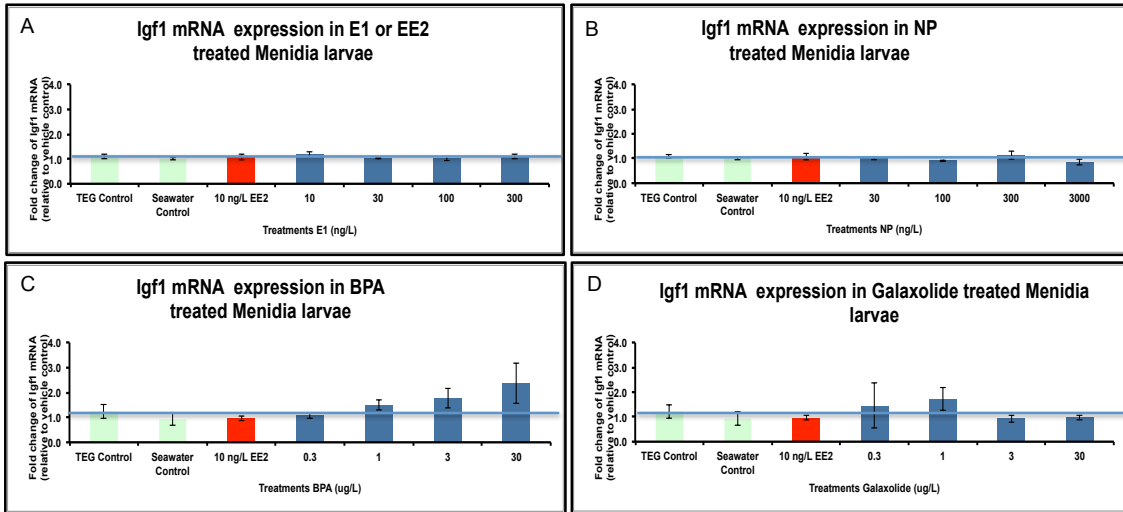 A
Igf1 mRNA expression in E1 or EE2
treated Menidia larvae
Fold change of Igf1 mRNA
(relative to vehicle control)
5.0
4.0
3.0
2.0
1.0
0.0
TEG Control
Seawater
Control
10 ng/L EE2
10
30
100
300
Treatments E1 (ng/L)
B
Igf1 mRNA expression in NP
treated Menidia larvae
Fold change of Igf1 mRNA
(relative to vehicle control)
5.0
4.0
3.0
2.0
1.0
0.0
TEG Control
Seawater
Control
10 ng/L EE2
30
100
300
3000
Treatments NP (ng/L)
C
Igf1 mRNA expression in BPA
treated Menidia larvae
Fold change of Igf1 mRNA
(relative to vehicle control)
5.0
4.0
3.0
2.0
1.0
0.0
TEG Control
Seawater
Control
10 ng/L EE2
0.3
1
3
30
Treatments BPA (ug/L)
D
Igf1 mRNA expression in Galaxolide treated Menidia
larvae
Fold change of Igf1 mRNA
(relative to vehicle control)
5.0
4.0
3.0
2.0
1.0
0.0
TEG Control
Seawater
Control
10 ng/L EE2
0.3
1
3
30
Treatments Galaxolide (ug/L)